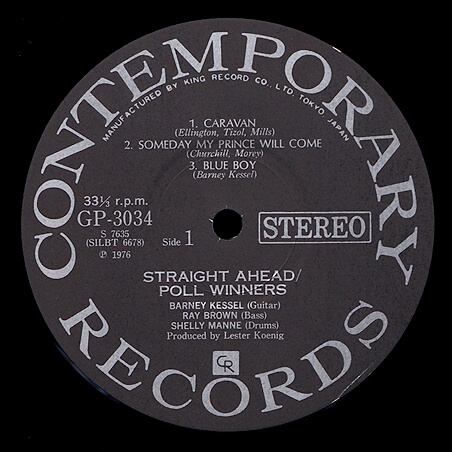 CONTEMPORARY
MANUFACTURED BY KING RECORD CO., LTD. TOKYO JAPAN
1. CARAVAN
(Ellington, Tizol, Mills)
2. SOMEDAY MY PRINCE WILL COME
(Churchill, Morey)
3. BLUE BOY
(Barney Kessel)
33⅓ r.p.m.
GP-3034
S 7635
(SILBT 6678)
Ⓟ 1976
Side 1
STEREO
STRAIGHT AHEAD/
POLL WINNERS
BARNEY KESSEL (Guitar)
RAY BROWN (Bass)
SHELLY MANNE (Drums)
Produced by Lester Koenig
CR
RECORDS